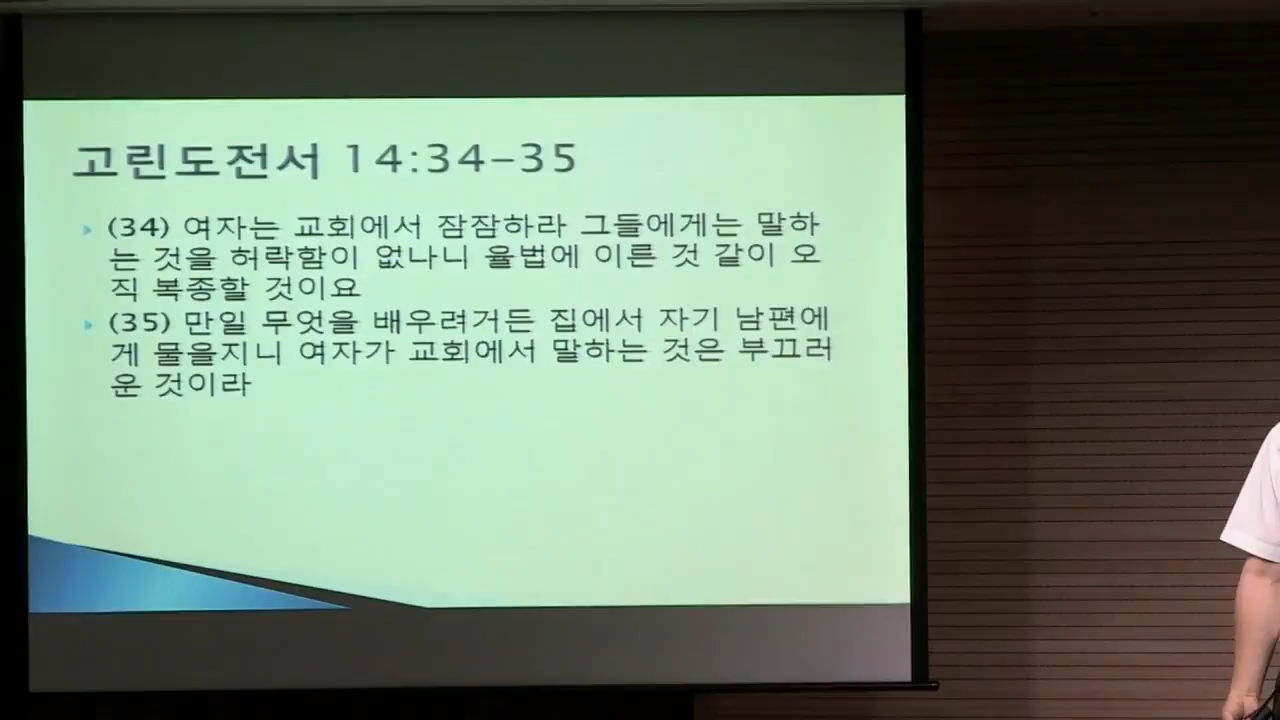 고린도전서 14:34-35
(34) 여자는 교회에서 잠잠하라 그들에게는 말하
는 것을 허락함이 없나니 율법에 이른 것 같이 오
직 복종할 것이요
(35) 만일 무엇을 배우려거든 집에서 자기 남편에
게 물을지니 여자가 교회에서 말하는 것은 부끄러
운 것이라